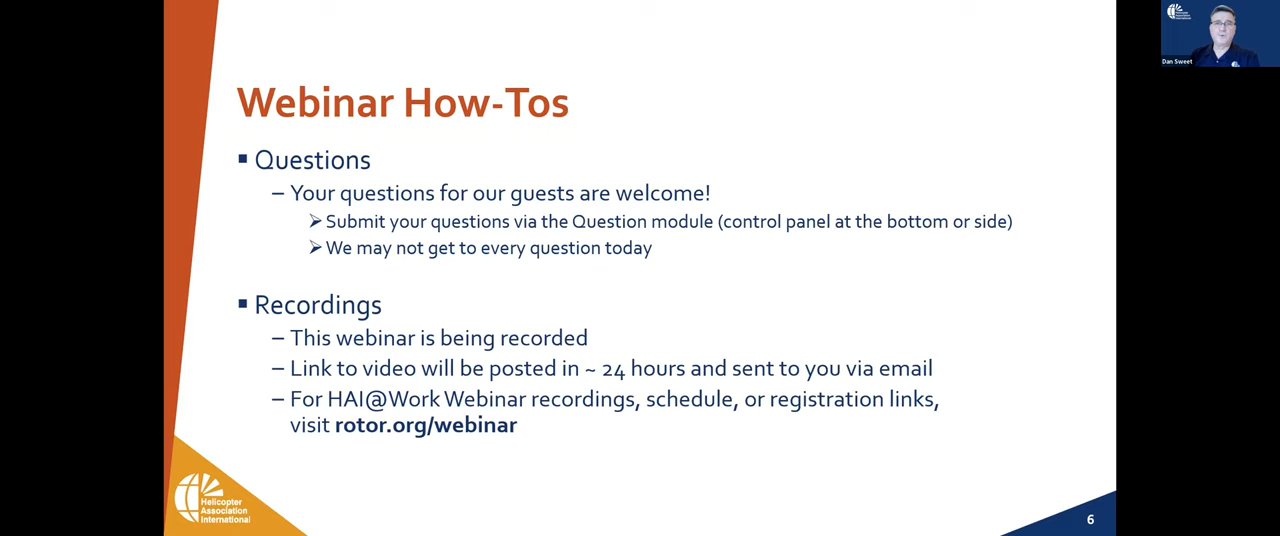 Webinar How-Tos
Questions
– Your questions for our guests are welcome!
Submit your questions via the Question module (control panel at the bottom or side)
We may not get to every question today
Recordings
– This webinar is being recorded
– Link to video will be posted in ~ 24 hours and sent to you via email
– For HAI@Work Webinar recordings, schedule, or registration links,
visit rotor.org/webinar
Helicopter
Association
International
6
Helicopter
Association
International
Dan Sweet